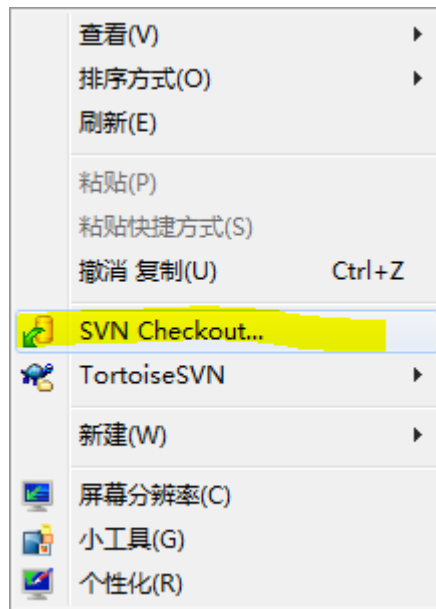 查看(V)
排序方式(O)
刷新(E)
粘贴(P)
粘贴快捷方式(S)
撤消 复制(U) Ctrl+Z
SVN Checkout...
TortoiseSVN
新建(W)
屏幕分辨率(C)
小工具(G)
个性化(R)